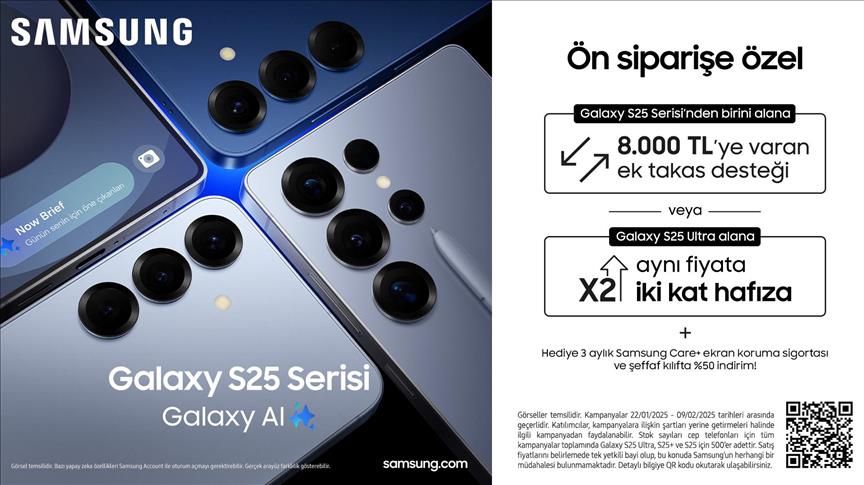 SAMSUNG
Now Brief
Günün senin için öne çıkanları
Galaxy S25 Serisi
Galaxy AI
Görsel temsilidir. Bazı yapay zeka özellikleri Samsung Account ile oturum açmayı gerektirebilir. Gerçek arayüz farklılık gösterebilir.
samsung.com
Ön siparişe özel
Galaxy S25 Serisi'nden birini alana
8.000 TL'ye varan
ek takas desteği
veya
Galaxy S25 Ultra alana
X2
aynı fiyata
iki kat hafıza
+
Hediye 3 aylık Samsung Care+ ekran koruma sigortası
ve şeffaf kılıfta %50 indirim!
Görseller temsilidir. Kampanyalar 22/01/2025 - 09/02/2025 tarihleri arasında
geçerlidir. Katılımcılar, kampanyalara ilişkin şartları yerine getirmeleri halinde
ilgili kampanyadan faydalanabilir. Stok sayıları cep telefonları için tüm
kampanyalar toplamında Galaxy S25 Ultra, S25+ ve S25 için 500'er adettir. Satış
fiyatlarını belirlemede tek yetkili bayi olup, bu konuda Samsung'un herhangi bir
müdahalesi bulunmamaktadır. Detaylı bilgiye QR kodu okutarak ulaşabilirsiniz.